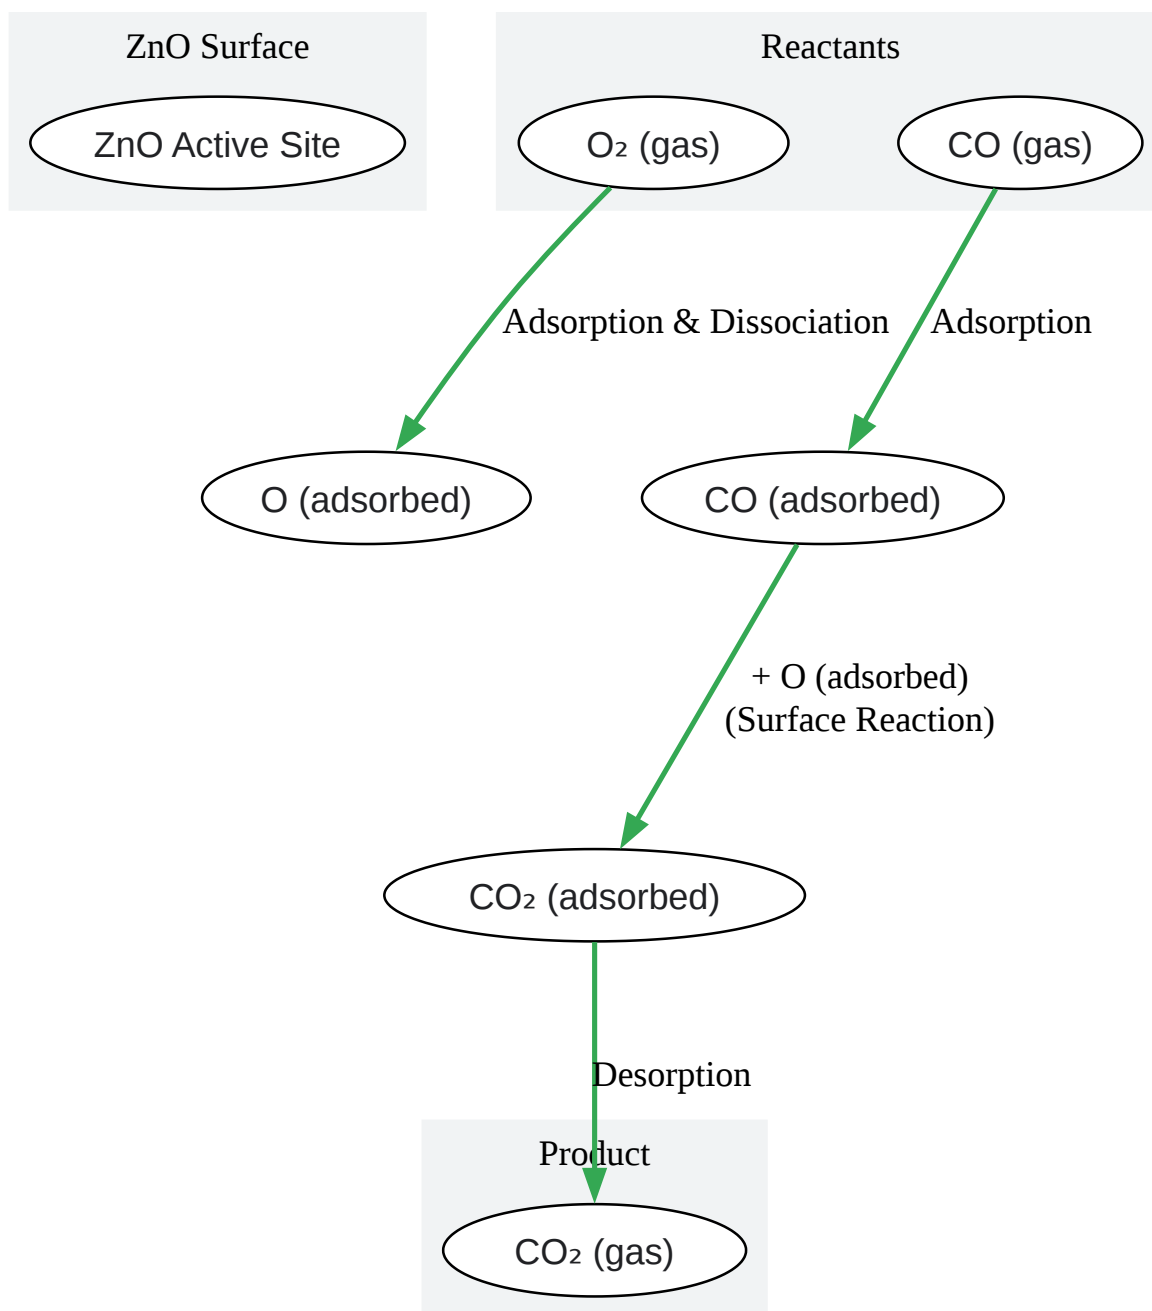 ZnO Surface
Reactants
ZnO Active Site
O₂ (gas)
CO (gas)
Adsorption & Dissociation
Adsorption
O (adsorbed)
CO (adsorbed)
+ O (adsorbed)
(Surface Reaction)
CO₂ (adsorbed)
Desorption
Product
CO₂ (gas)